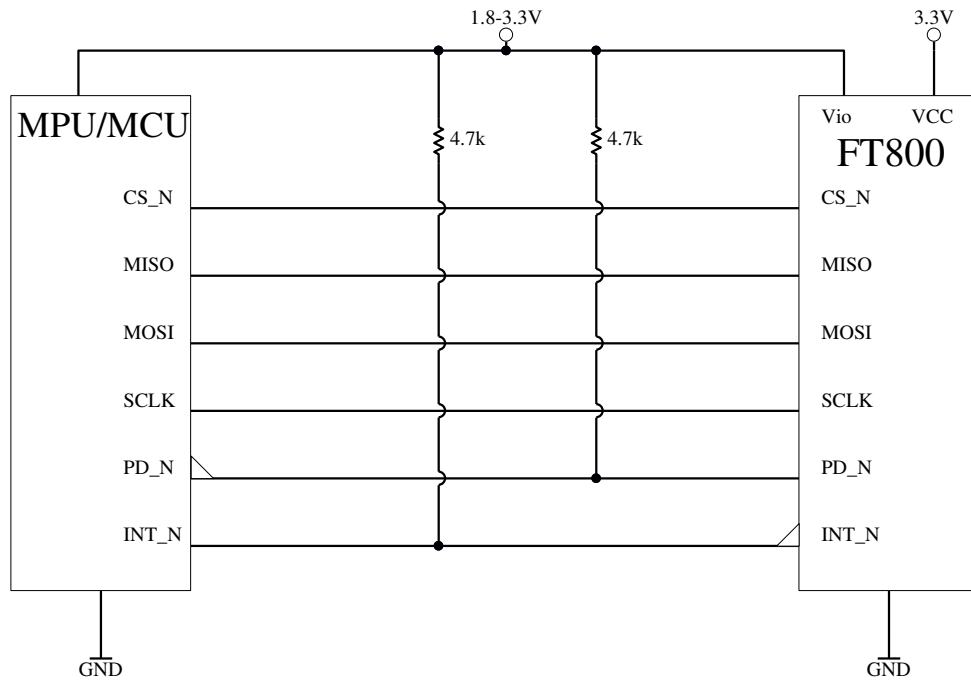 1.8-3.3V
3.3V
MPU/MCU
Vio VCC
FT800
4.7k
4.7k
CS_N
CS_N
MISO
MISO
MOSI
MOSI
SCLK
SCLK
PD_N
PD_N
INT_N
INT_N
GND
GND